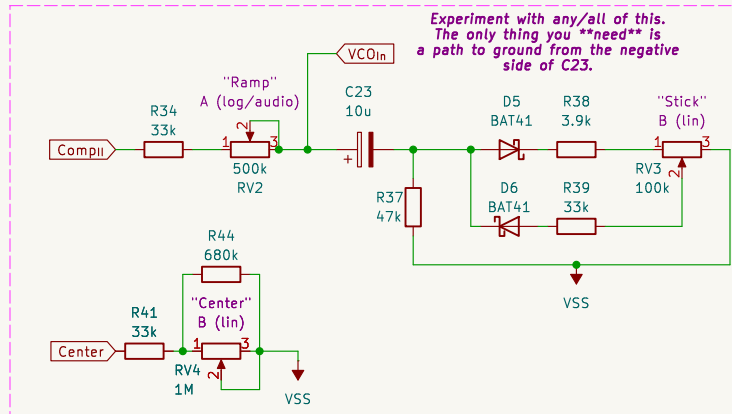 Experiment with any/all of this.
The only thing you **need** is
a path to ground from the negative
side of C23.
VCOIn
"Ramp"
A (log/audio)
C23
10u
D5
BAT41
R38
3.9k
"Stick"
B (lin)
R34
33k
CompII
1
2
3
500k
RV2
+
1
2
3
RV3
100k
R37
47k
D6
BAT41
R39
33k
VSS
R44
680k
"Center"
B (lin)
R41
33k
Center
1
2
3
RV4
1M
VSS